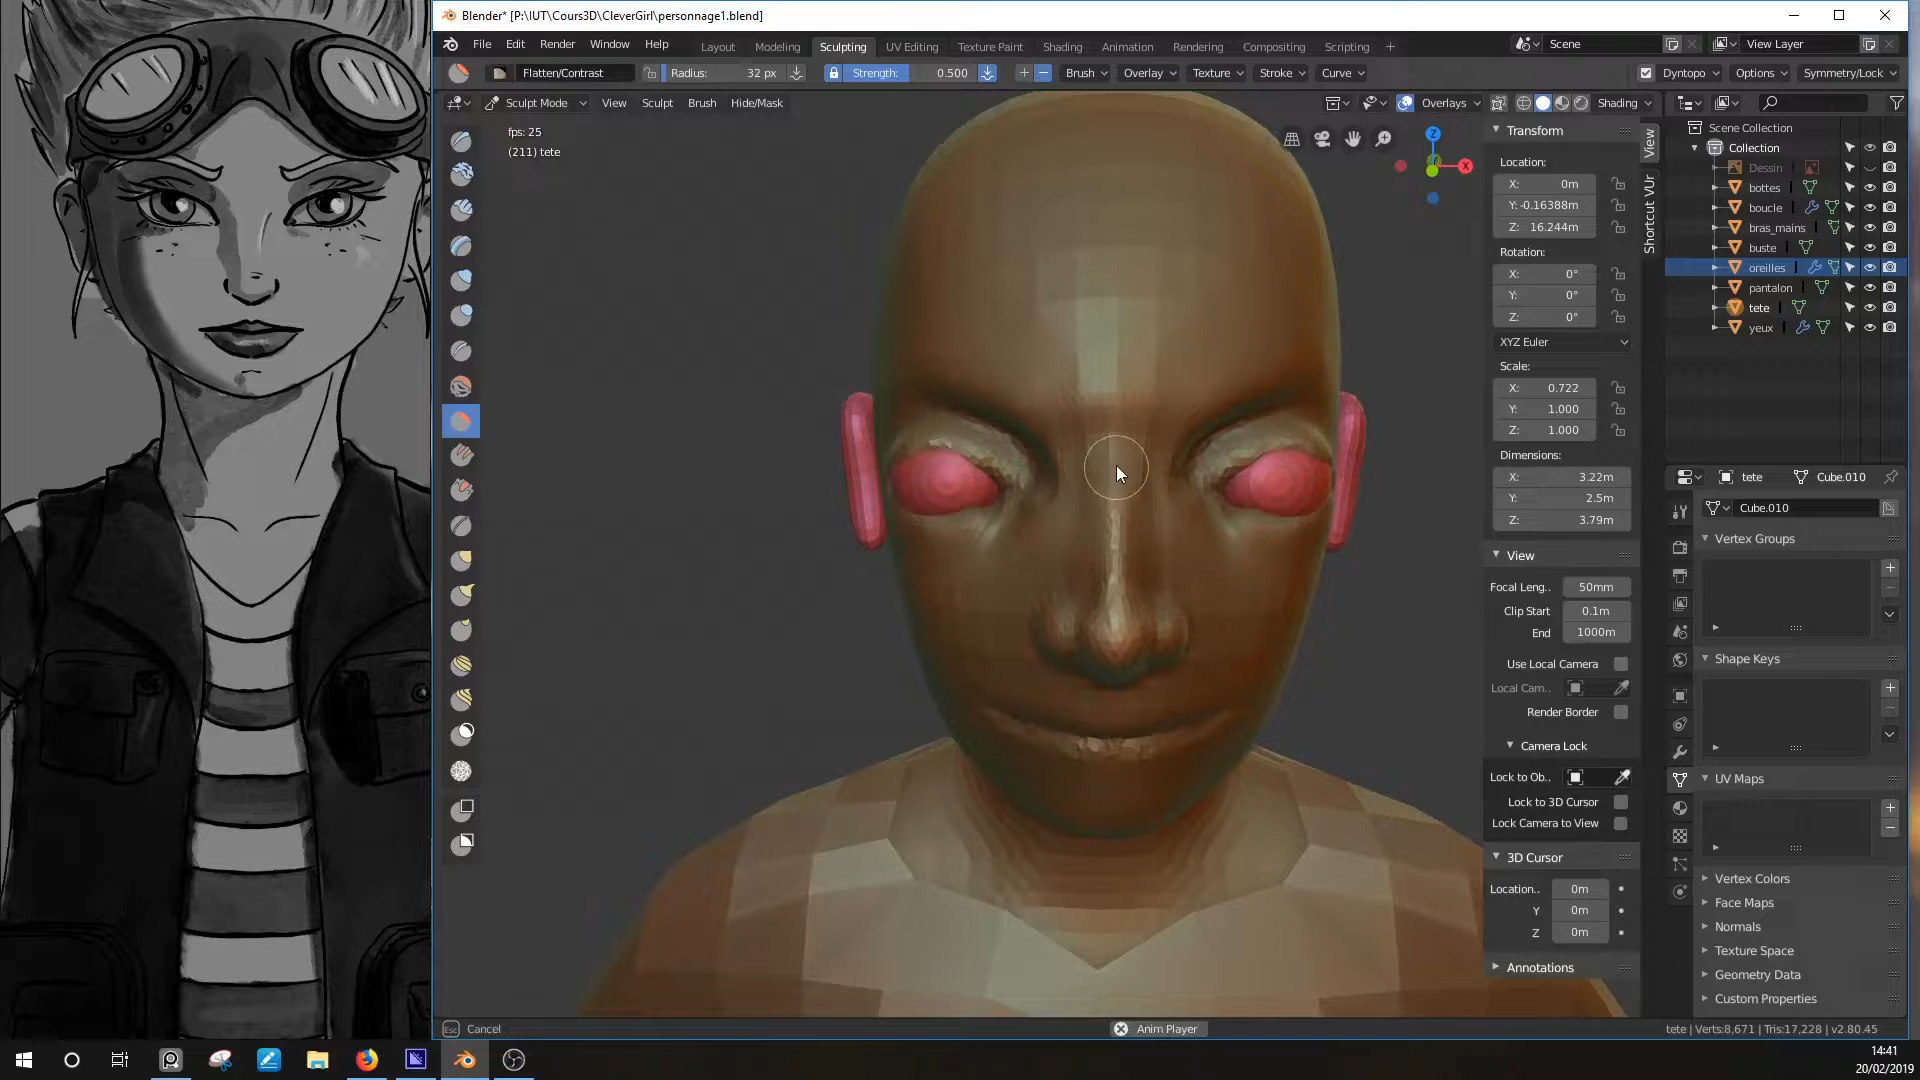 Blender* [P:\IUT\Cours3D\CleverGirl\personnage1.blend]
File Edit Render Window Help Layout Modeling Sculpting UV Editing Texture Paint Shading Animation Rendering Compositing Scripting + Scene View Layer
Flatten/Contrast Radius: 32 px Strength: 0.500 Brush Overlay Texture Stroke Curve Dyntopo Options Symmetry/Lock
Sculpt Mode View Sculpt Brush Hide/Mask Overlays Shading
fps: 25
(211) tete
Z
X
Transform
Location:
X: 0m
Y: -0.16388m
Z: 16.244m
Rotation:
X: 0°
Y: 0°
Z: 0°
XYZ Euler
Scale:
X: 0.722
Y: 1.000
Z: 1.000
Dimensions:
X: 3.22m
Y: 2.5m
Z: 3.79m
View
Focal Leng.. 50mm
Clip Start 0.1m
End 1000m
Use Local Camera
Local Cam..
Render Border
Camera Lock
Lock to Ob..
Lock to 3D Cursor
Lock Camera to View
3D Cursor
Location.. 0m
Y 0m
Z 0m
Annotations
View
Shortcut VUr
Scene Collection
Collection
Dessin
bottes
boucle
bras_mains
buste
oreilles
pantalon
tete
yeux
tete Cube.010
Cube.010
Vertex Groups
Shape Keys
UV Maps
Vertex Colors
Face Maps
Normals
Texture Space
Geometry Data
Custom Properties
Esc Cancel Anim Player tete | Verts:8,671 | Tris:17,228 | v2.80.45
14:41
20/02/2019